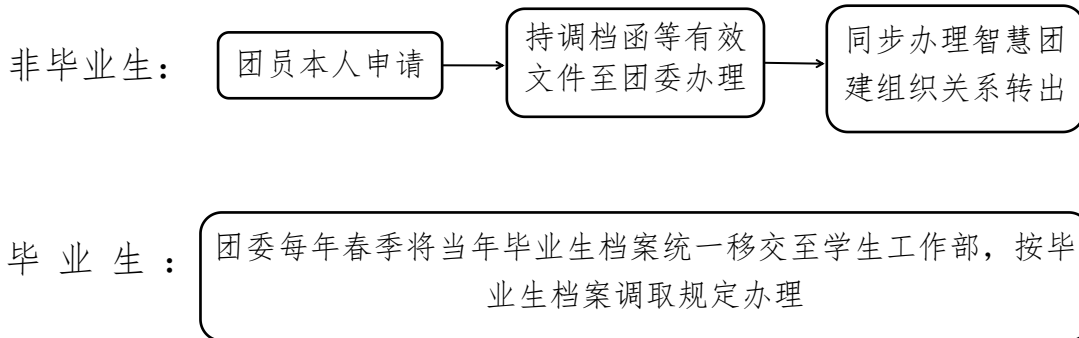 非毕业生：
团员本人申请
持调档函等有效
文件至团委办理
同步办理智慧团
建组织关系转出
毕业生：
团委每年春季将当年毕业生档案统一移交至学生工作部，按毕
业生档案调取规定办理